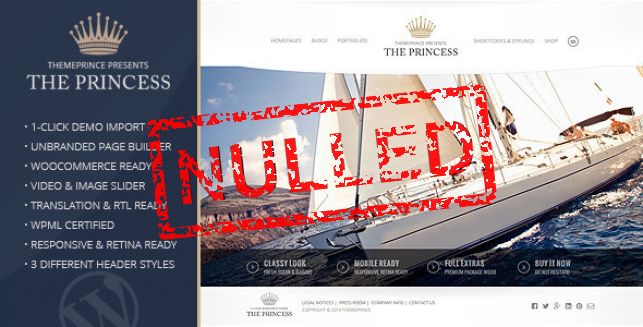 THEMEPRINCE PRESENTS
THE PRINCESS
• 1-CLICK DEMO IMPORT
• UNBRANDED PAGE BUILDER
• WOOCOMMERCE READY
• VIDEO & IMAGE SLIDER
• TRANSLATION & RTL READY
• WPML CERTIFIED
• RESPONSIVE & RETINA READY
• 3 DIFFERENT HEADER STYLES
HOMEPAGES BLOGS PORTFOLIOS
THEMEPRINCE PRESENTS
THE PRINCESS
SHORTCODES & STYLINGS SHOP
NULLED
CLASSY LOOK
FRESH, CLEAN & ELEGANT
MOBILE READY
RESPONSIVE, RETINA READY
FULL EXTRAS
PREMIUM PACKAGE INSIDE
BUY IT NOW
DO NOT HESITATE!
THE PRINCESS
LEGAL NOTICES | PRESS ROOM | COMPANY INFO | CONTACT US
COPYRIGHT © 2014 THEMEPRINCE